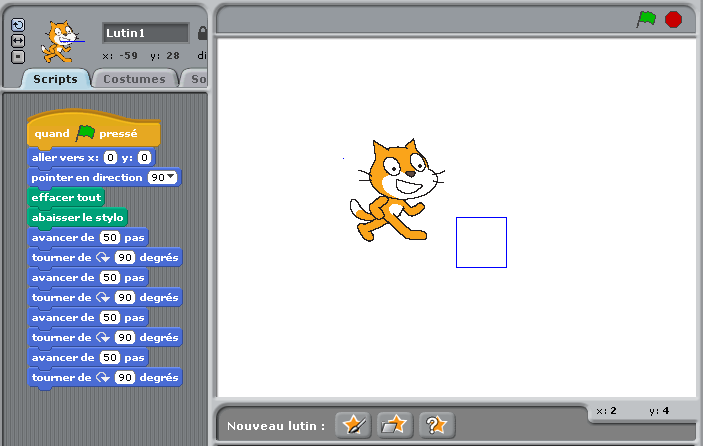 Lutin1
x: -59 y: 28 di
Scripts Costumes So
quand pressé
aller vers x: 0 y: 0
pointer en direction 90
effacer tout
abaisser le stylo
avancer de 50 pas
tourner de 90 degrés
avancer de 50 pas
tourner de 90 degrés
avancer de 50 pas
tourner de 90 degrés
avancer de 50 pas
tourner de 90 degrés
x: 2 y: 4
Nouveau lutin :